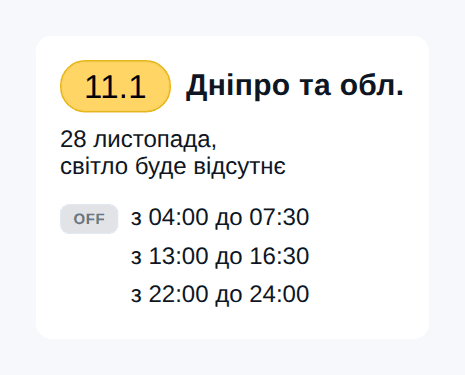 11.1 Дніпро та обл.
28 листопада,
світло буде відсутнє
OFF з 04:00 до 07:30
з 13:00 до 16:30
з 22:00 до 24:00